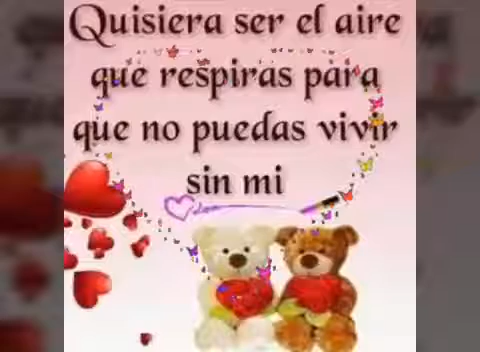 Quisiera ser el aire
que respiras para
que no puedas vivir
sin mi